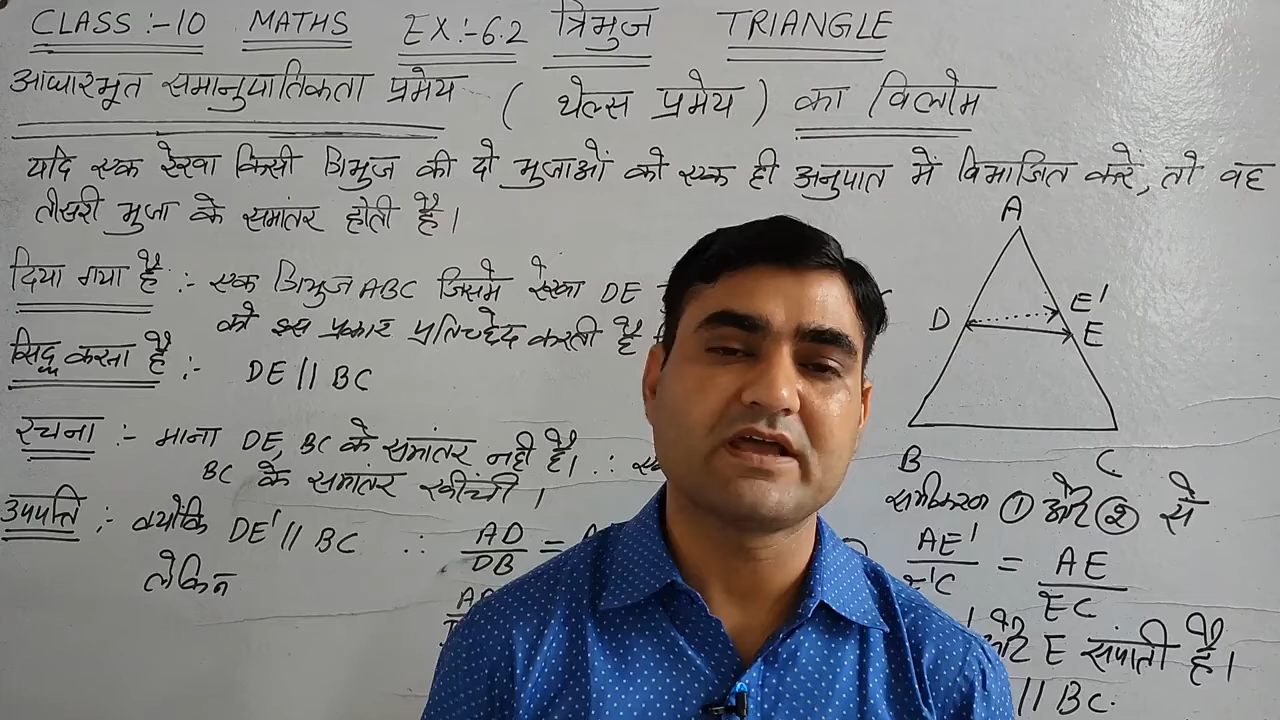 CLASS:-10 MATHS EX:-6.2 त्रिभुज TRIANGLE
आधारभूत समानुपातिकता प्रमेय ( थेल्स प्रमेय ) का विलोम
यदि एक रेखा किसी त्रिभुज की दो भुजाओं को एक ही अनुपात में विभाजित करें, तो वह
तीसरी भुजा के समांतर होती है।
दिया गया है :- एक त्रिभुज ABC जिसमे रेखा DE
को इस प्रकार प्रतिच्छेद करती है
सिद्ध करना है :- DE // BC
रचना :- माना DE, BC के समांतर नही है। ∴
BC के समांतर खींची।
उपपत्ति :- क्योंकि DE' // BC ∴ AD/DB =
लेकिन
A
D
E'
E
B
C
समीकरण ① और ② से
AE'/E'C = AE/EC
और E संपाती है।
// BC.